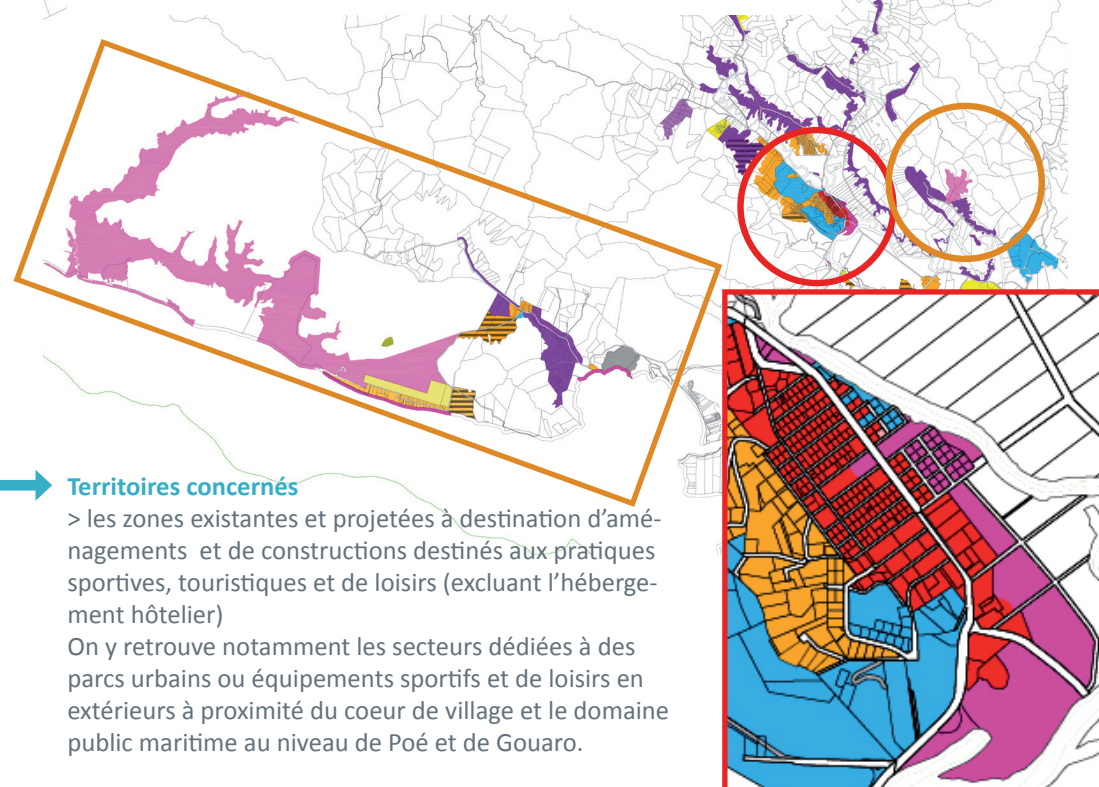 Territoires concernés
> les zones existantes et projetées à destination d’amé-
nagements et de constructions destinés aux pratiques
sportives, touristiques et de loisirs (excluant l’héberge-
ment hôtelier)
On y retrouve notamment les secteurs dédiées à des
parcs urbains ou équipements sportifs et de loisirs en
extérieurs à proximité du coeur de village et le domaine
public maritime au niveau de Poé et de Gouaro.